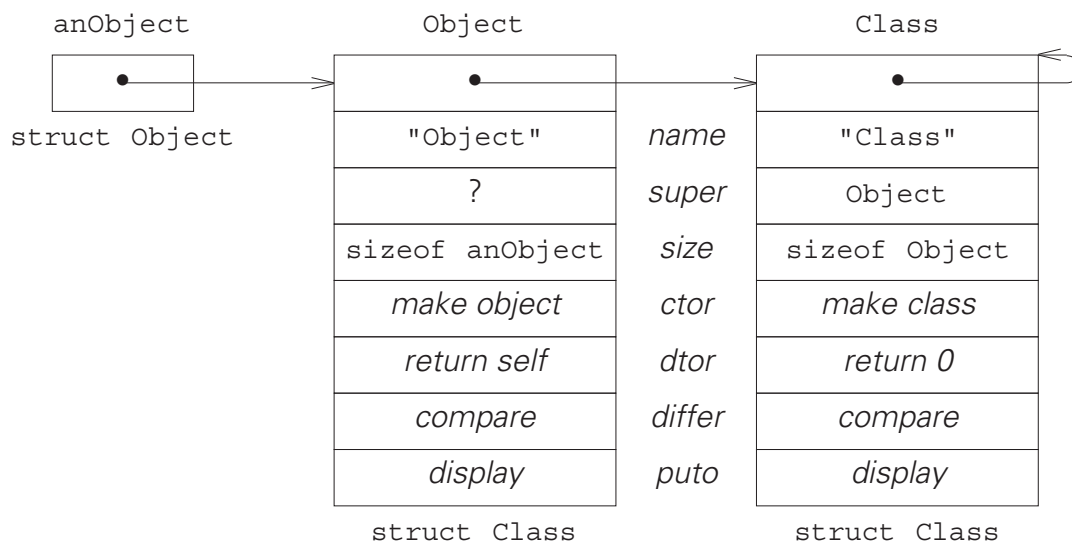 anObject Object Class
struct Object "Object" name "Class"
? super Object
sizeof anObject size sizeof Object
make object ctor make class
return self dtor return 0
compare differ compare
display puto display
struct Class struct Class